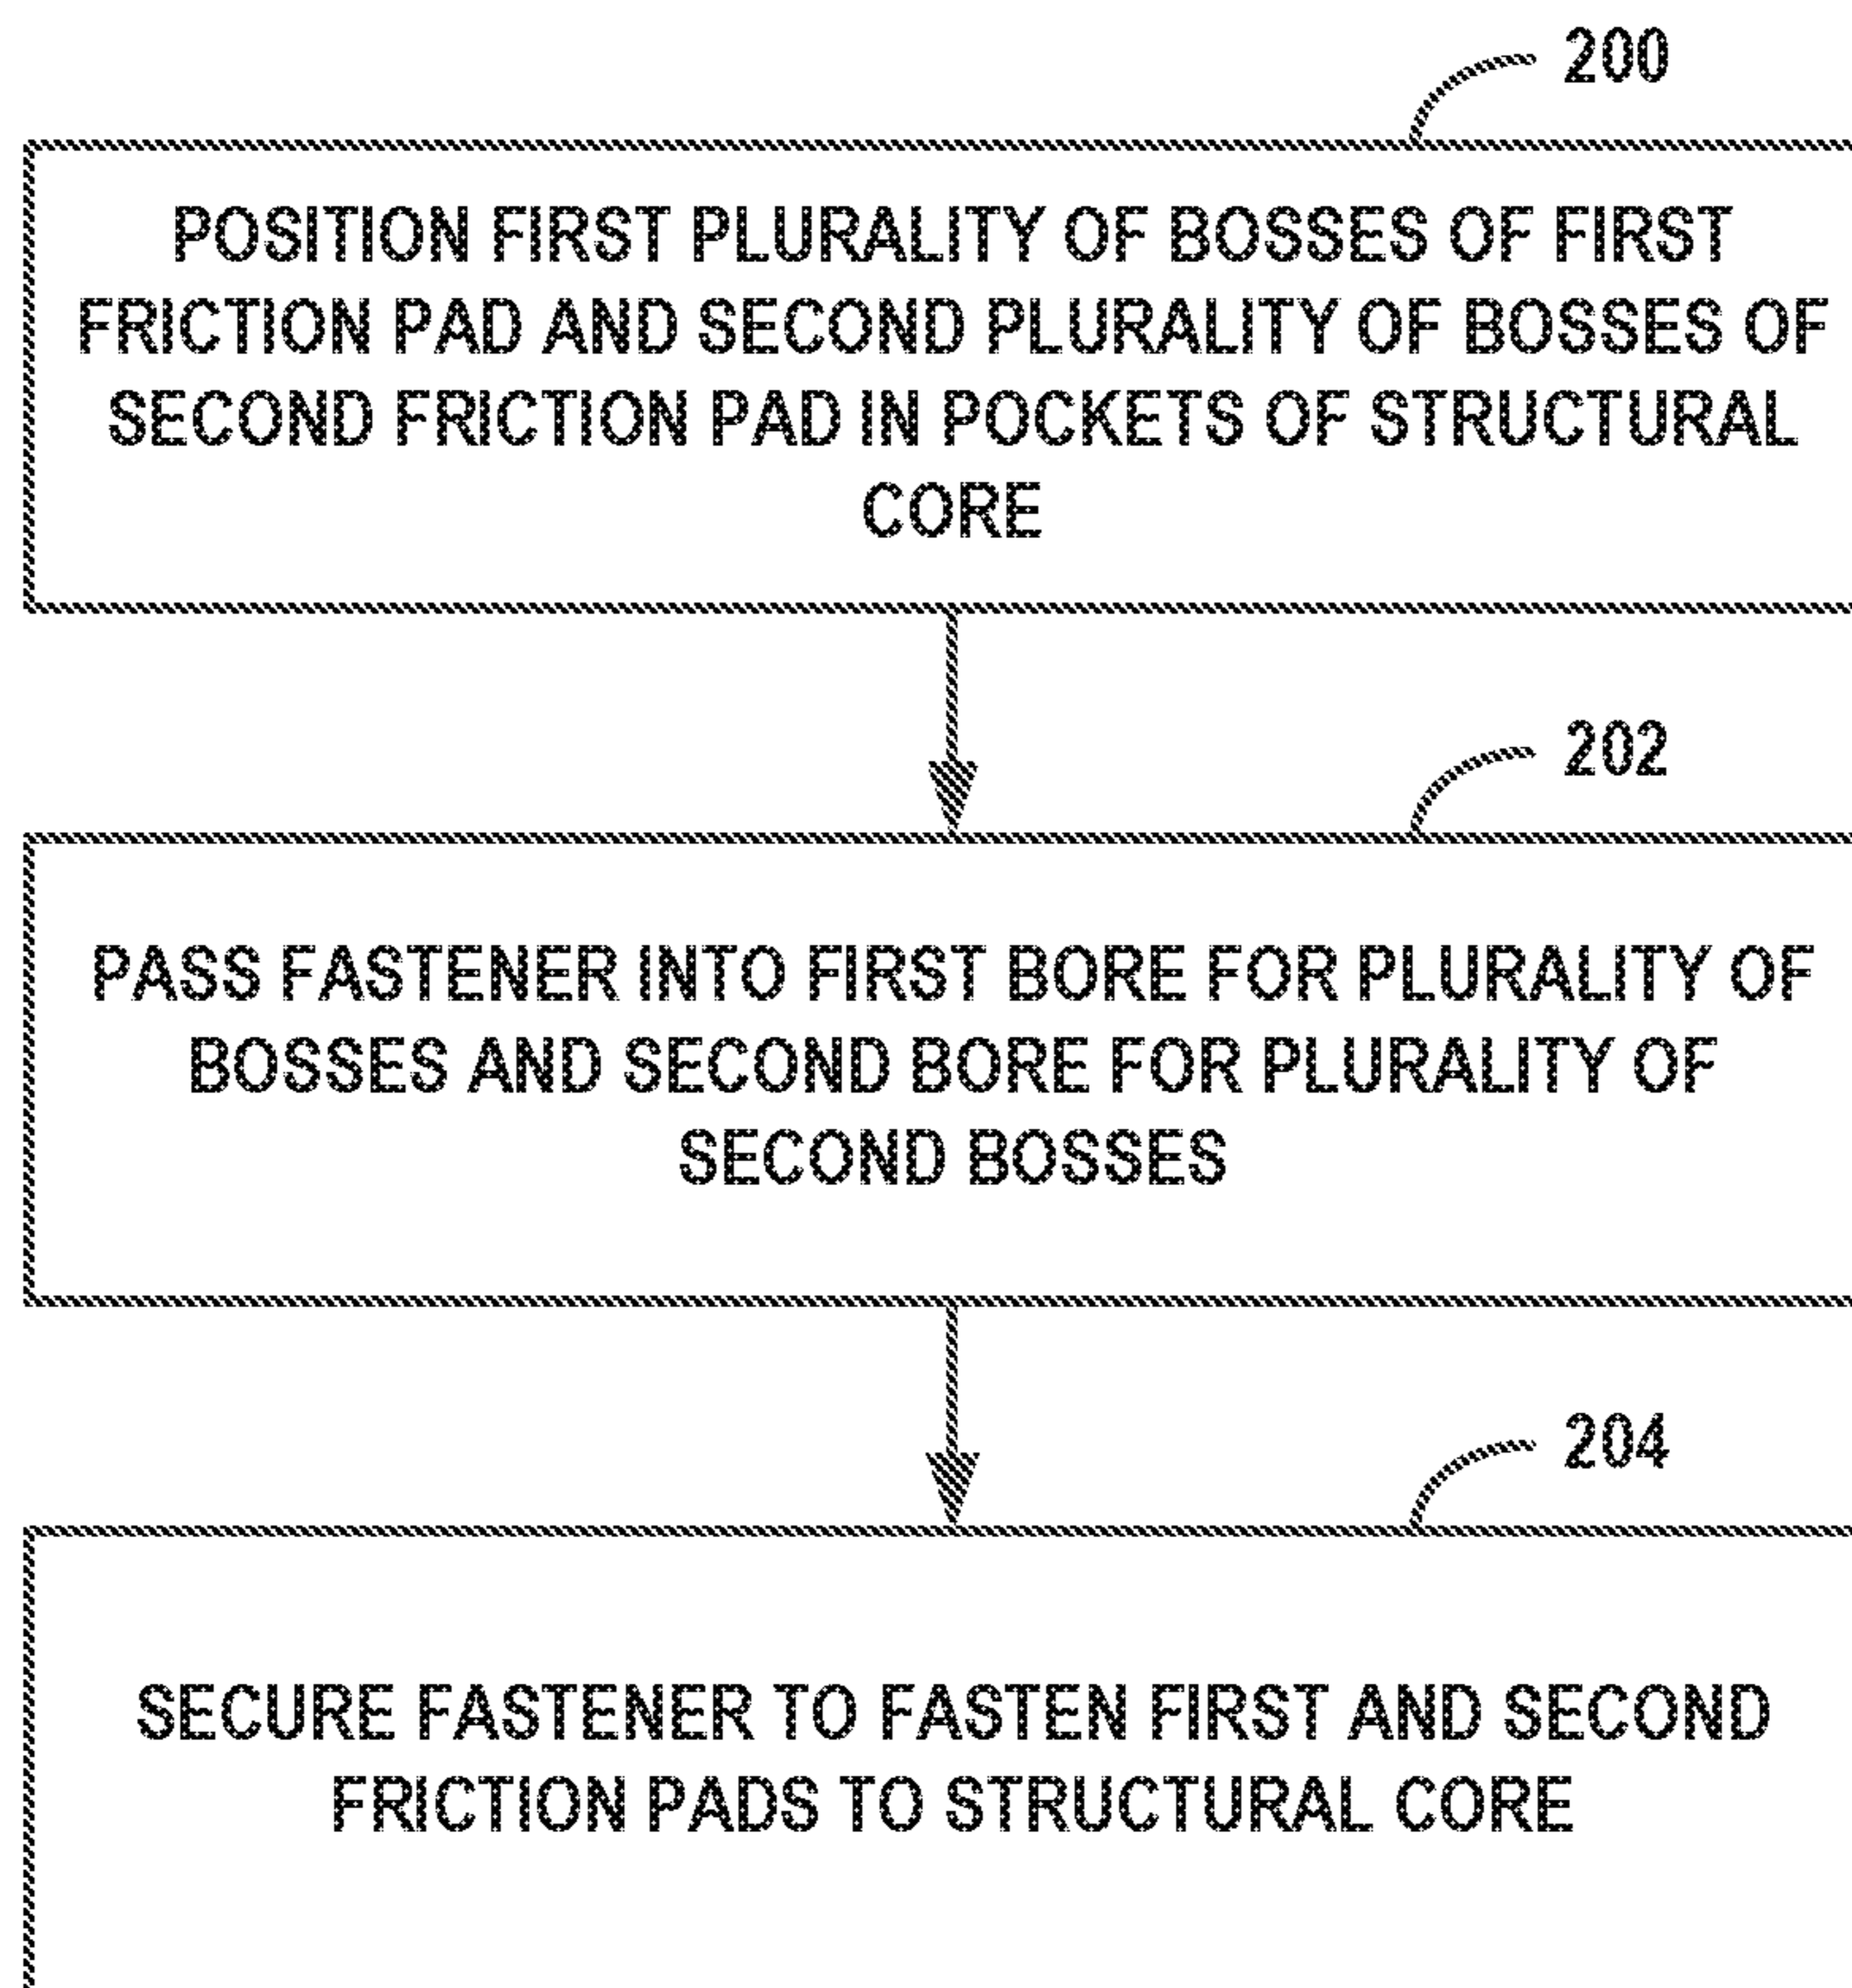 200
POSITION FIRST PLURALITY OF BOSSES OF FIRST
FRICTION PAD AND SECOND PLURALITY OF BOSSES OF
SECOND FRICTION PAD IN POCKETS OF STRUCTURAL
CORE
202
PASS FASTENER INTO FIRST BORE FOR PLURALITY OF
BOSSES AND SECOND BORE FOR PLURALITY OF
SECOND BOSSES
204
SECURE FASTENER TO FASTEN FIRST AND SECOND
FRICTION PADS TO STRUCTURAL CORE